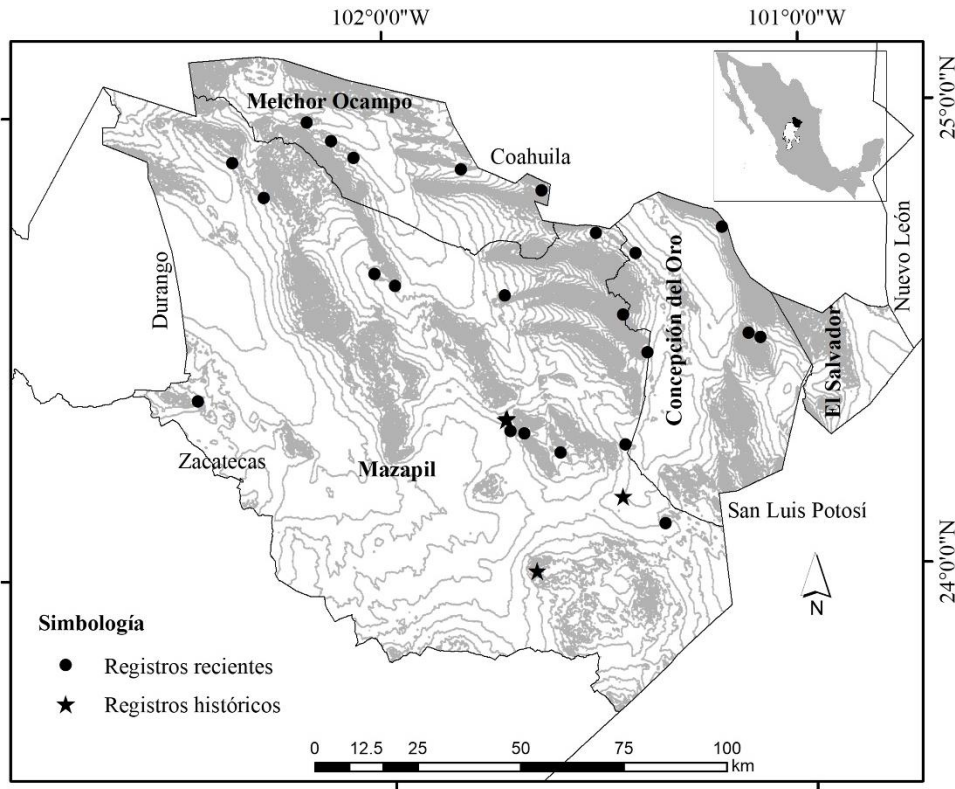 102°0'0"W
101°0'0"W
25°0'0"N
Melchor Ocampo
Coahuila
Durango
Concepción del Oro
El Salvador
Nuevo León
Zacatecas
Mazapil
San Luis Potosí
24°0'0"N
N
Simbología
Registros recientes
Registros históricos
0 12.5 25 50 75 100
km